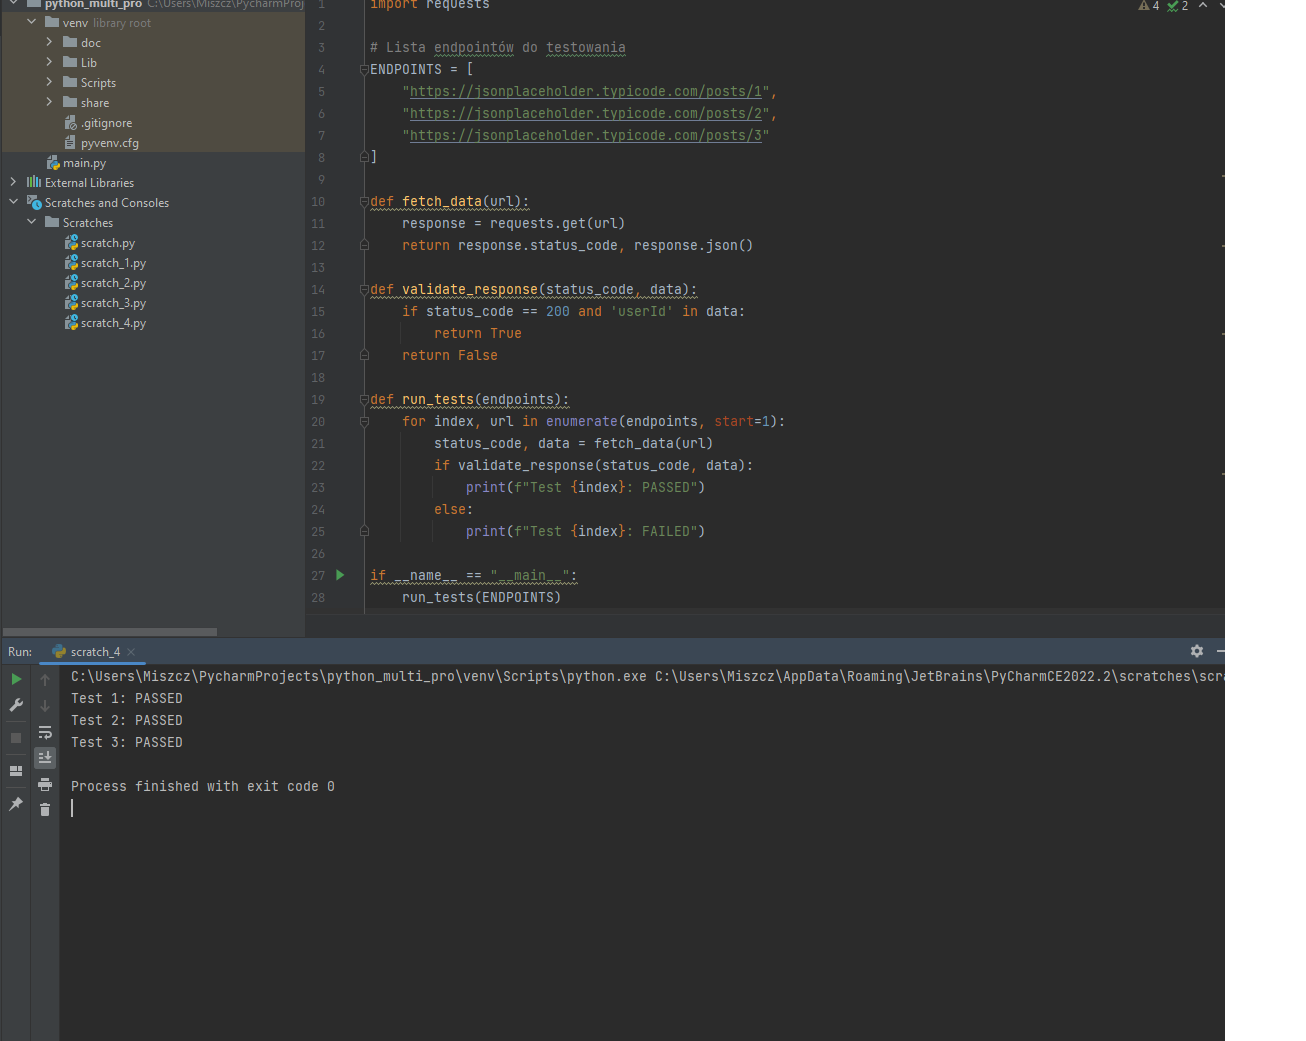 python_multi_pro C:\Users\Miszcz\PycharmProj
venv library root
doc
Lib
Scripts
share
.gitignore
pyvenv.cfg
main.py
External Libraries
Scratches and Consoles
Scratches
scratch.py
scratch_1.py
scratch_2.py
scratch_3.py
scratch_4.py
4 2
1 import requests
2
3 # Lista endpointów do testowania
4 ENDPOINTS = [
5 "https://jsonplaceholder.typicode.com/posts/1",
6 "https://jsonplaceholder.typicode.com/posts/2",
7 "https://jsonplaceholder.typicode.com/posts/3"
8 ]
9
10 def fetch_data(url):
11 response = requests.get(url)
12 return response.status_code, response.json()
13
14 def validate_response(status_code, data):
15 if status_code == 200 and 'userId' in data:
16 return True
17 return False
18
19 def run_tests(endpoints):
20 for index, url in enumerate(endpoints, start=1):
21 status_code, data = fetch_data(url)
22 if validate_response(status_code, data):
23 print(f"Test {index}: PASSED")
24 else:
25 print(f"Test {index}: FAILED")
26
27 if __name__ == "__main__":
28 run_tests(ENDPOINTS)
Run: scratch_4
C:\Users\Miszcz\PycharmProjects\python_multi_pro\venv\Scripts\python.exe C:\Users\Miszcz\AppData\Roaming\JetBrains\PyCharmCE2022.2\scratches\scr
Test 1: PASSED
Test 2: PASSED
Test 3: PASSED
Process finished with exit code 0